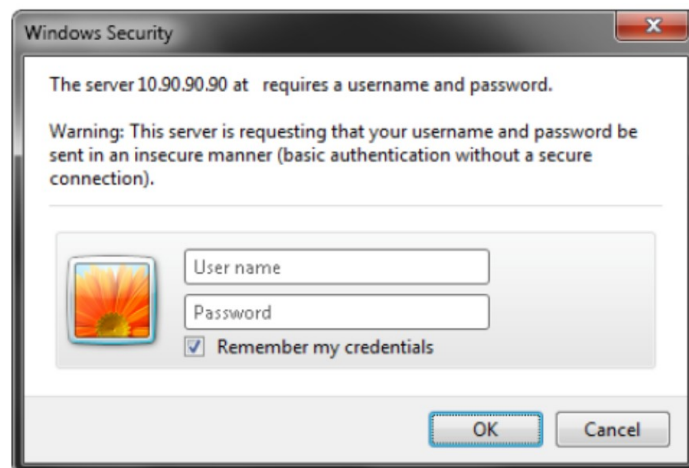 Windows Security
The server 10.90.90.90 at requires a username and password.
Warning: This server is requesting that your username and password be
sent in an insecure manner (basic authentication without a secure
connection).
User name
Password
Remember my credentials
OK Cancel